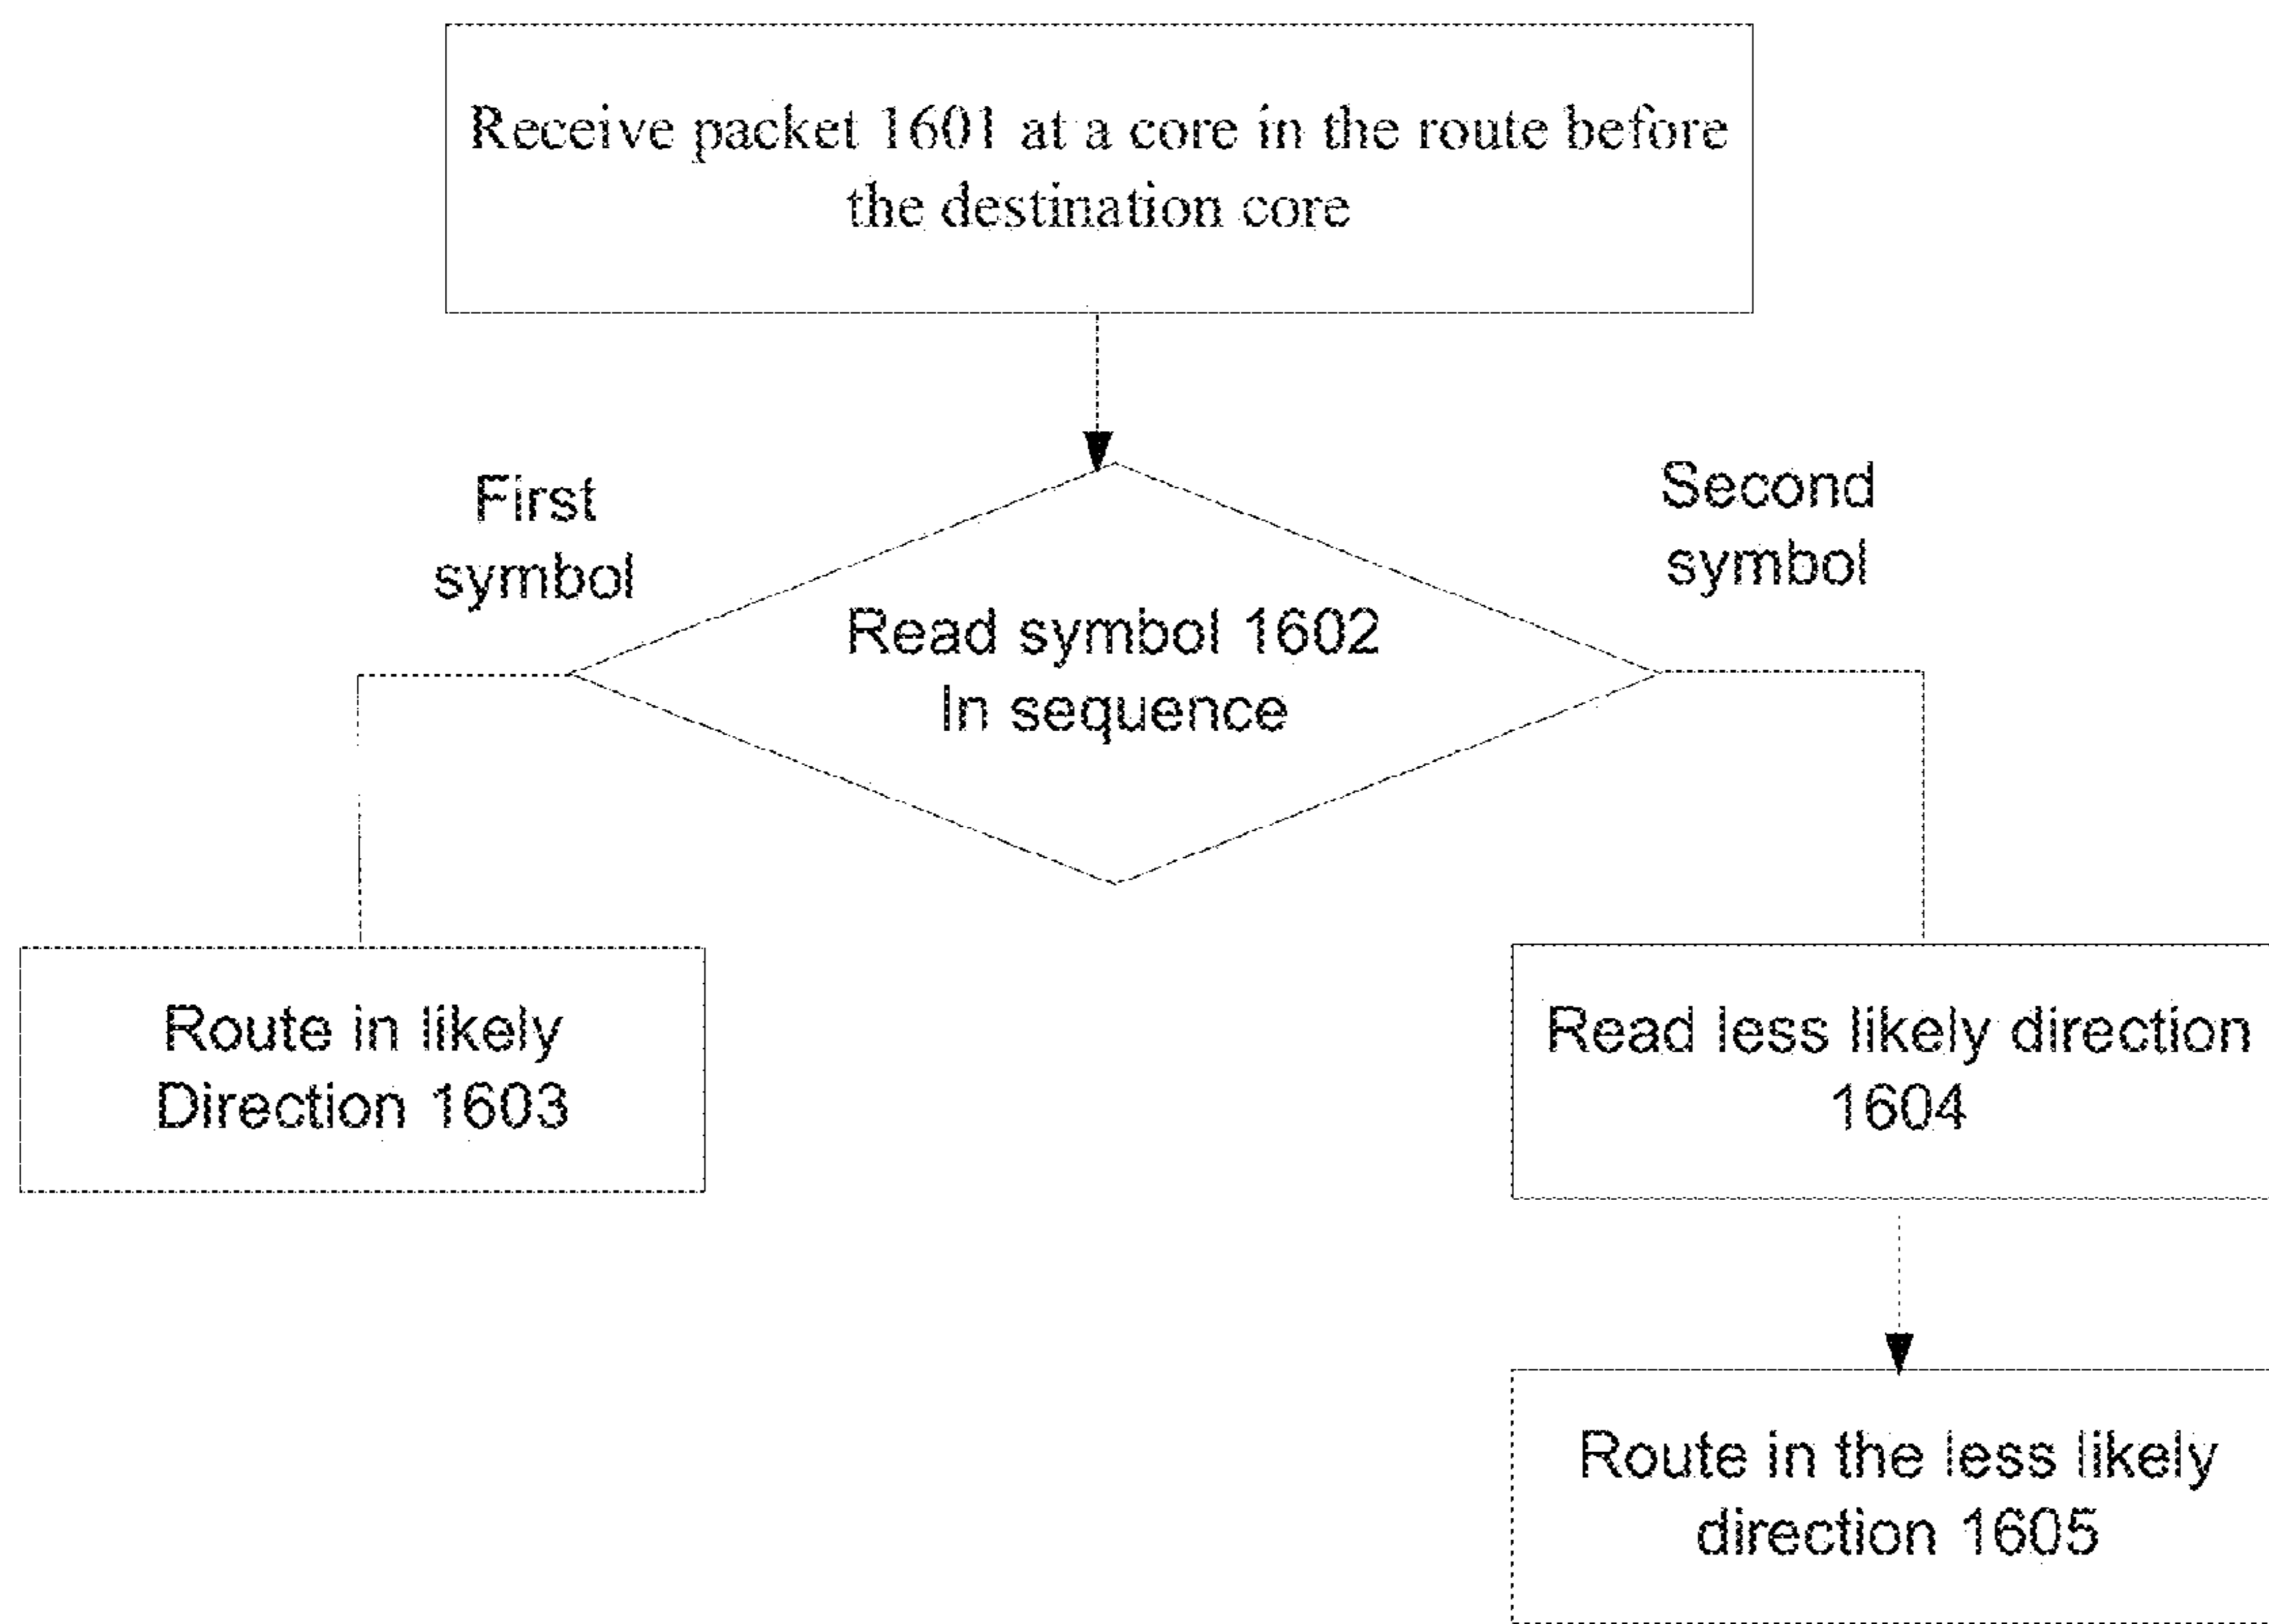 Receive packet 1601 at a core in the route before
the destination core
First
symbol
Second
symbol
Read symbol 1602
In sequence
Route in likely
Direction 1603
Read less likely direction
1604
Route in the less likely
direction 1605